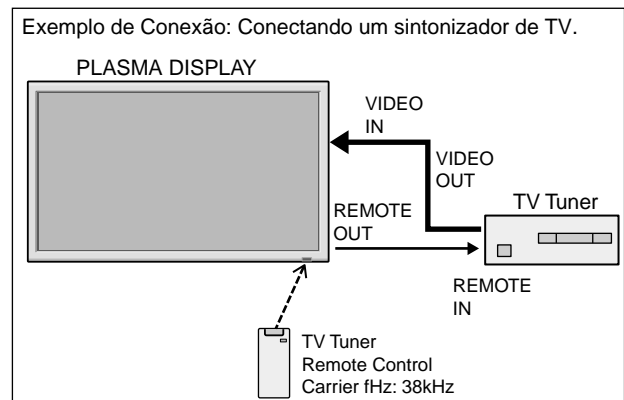 Exemplo de Conexão: Conectando um sintonizador de TV.
PLASMA DISPLAY
VIDEO
IN
VIDEO
OUT
TV Tuner
REMOTE
OUT
REMOTE
IN
TV Tuner
Remote Control
Carrier fHz: 38kHz